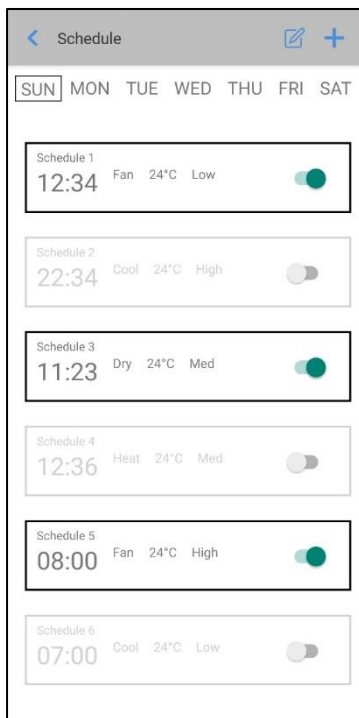 Schedule
SUN MON TUE WED THU FRI SAT
Schedule 1
12:34 Fan 24°C Low
Schedule 2
22:34 Cool 24°C High
Schedule 3
11:23 Dry 24°C Med
Schedule 4
12:36 Heat 24°C Med
Schedule 5
08:00 Fan 24°C High
Schedule 6
07:00 Cool 24°C Low